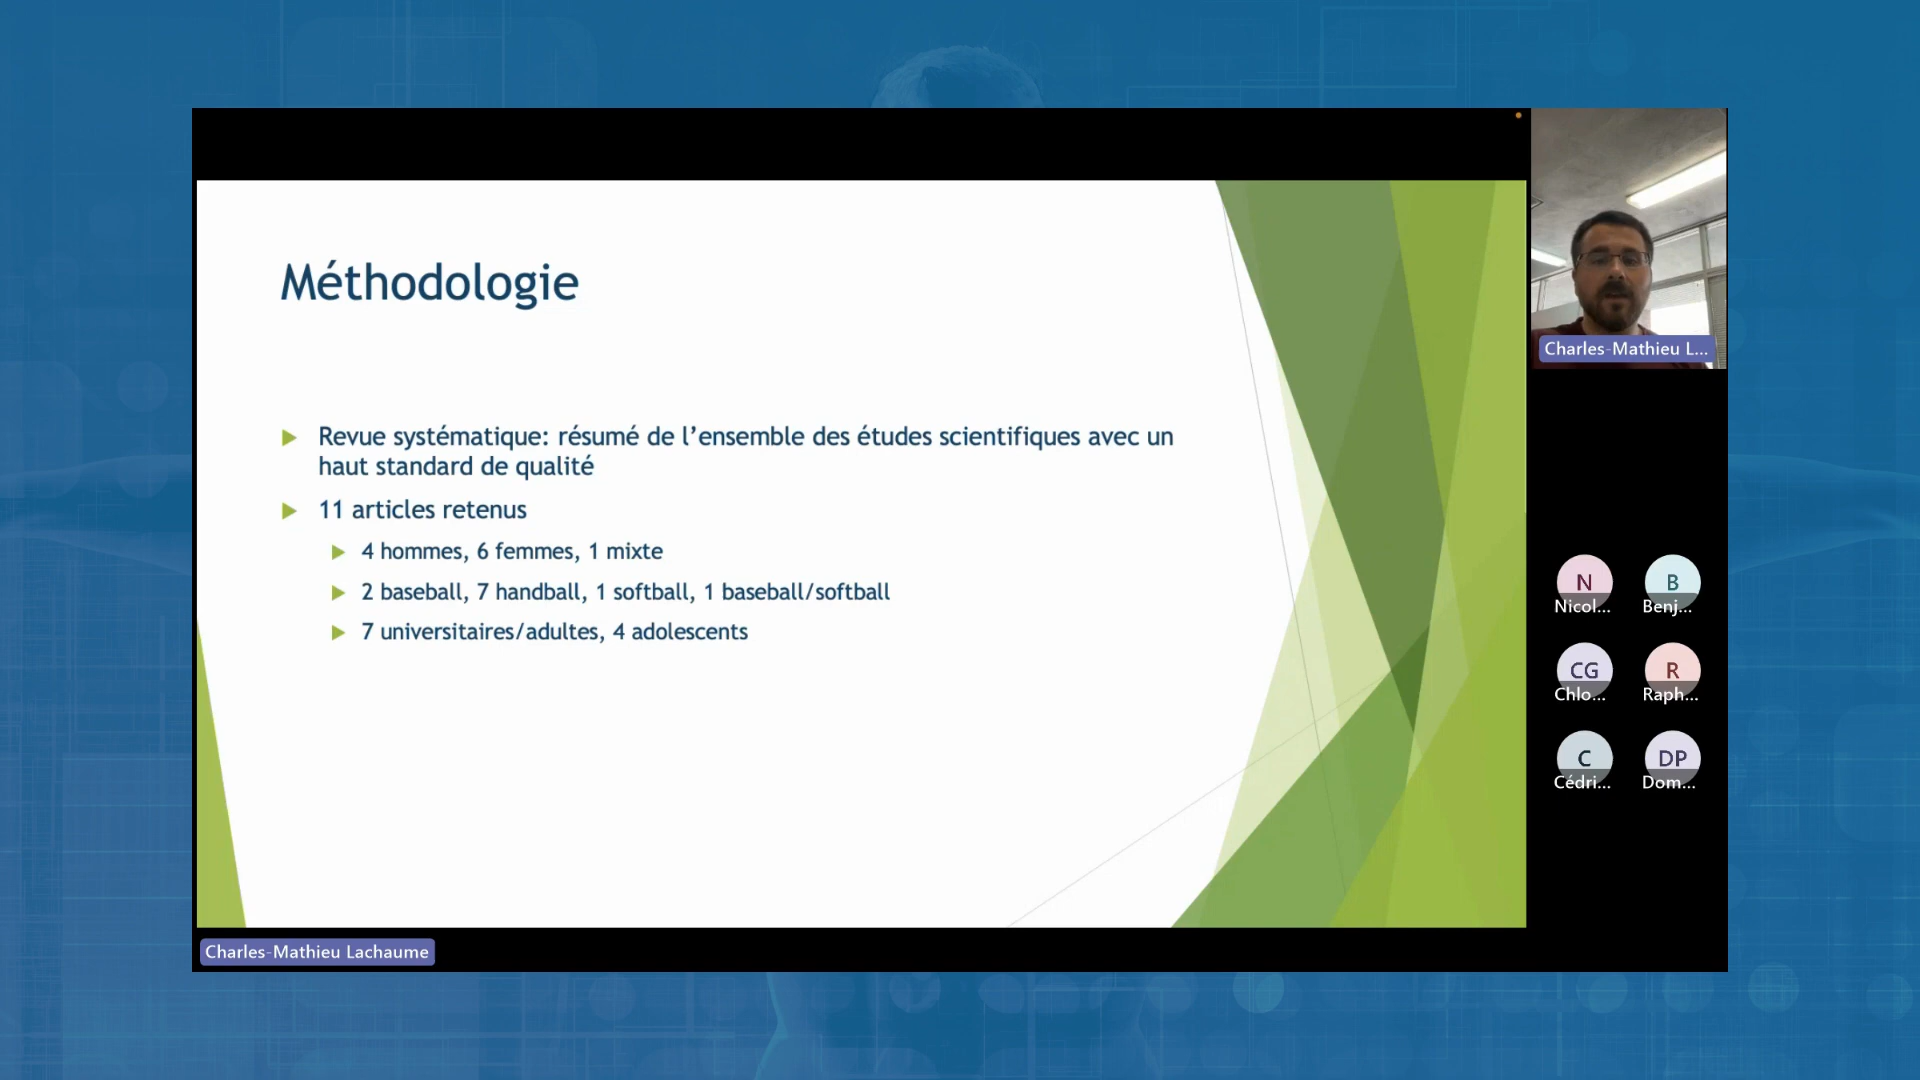 Méthodologie
Revue systématique: résumé de l’ensemble des études scientifiques avec un
haut standard de qualité
11 articles retenus
4 hommes, 6 femmes, 1 mixte
2 baseball, 7 handball, 1 softball, 1 baseball/softball
7 universitaires/adultes, 4 adolescents
Charles-Mathieu Lachaume
Charles-Mathieu L...
N
Nicol...
B
Benj...
CG
Chlo...
R
Raph...
C
Cédri...
DP
Dom...